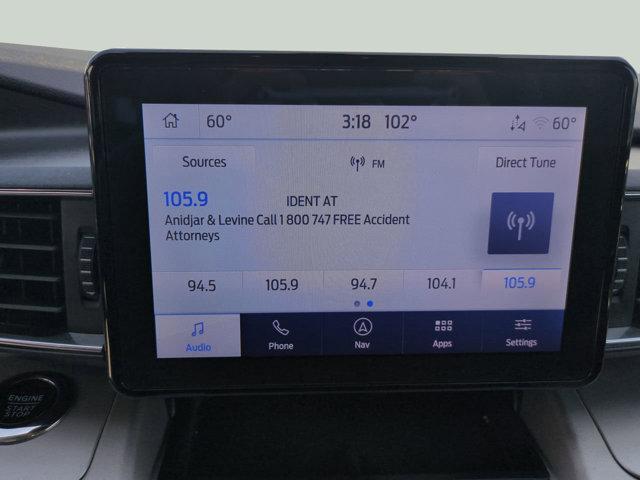 60° 3:18 102° 60°
Sources FM Direct Tune
105.9 IDENT AT
Anidjar & Levine Call 1 800 747 FREE Accident
Attorneys
94.5 105.9 94.7 104.1 105.9
Audio Phone Nav Apps Settings
ENGINE
START
STOP